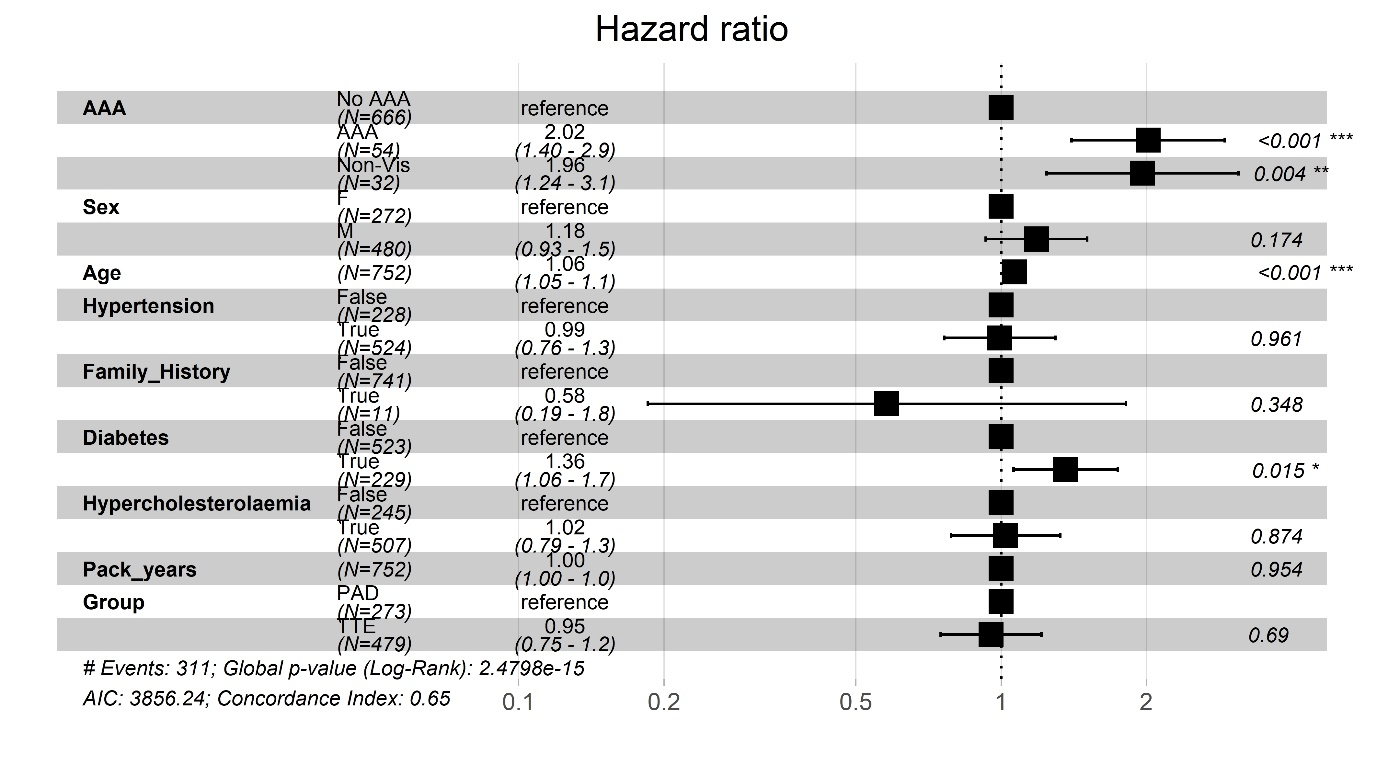 Hazard ratio
AAA No AAA (N=666) reference
AAA (N=54) 2.02 (1.40 - 2.9) <0.001 ***
Non-Vis (N=32) 1.96 (1.24 - 3.1) 0.004 **
Sex F (N=272) reference
M (N=480) 1.18 (0.93 - 1.5) 0.174
Age (N=752) 1.06 (1.05 - 1.1) <0.001 ***
Hypertension False (N=228) reference
True (N=524) 0.99 (0.76 - 1.3) 0.961
Family_History False (N=741) reference
True (N=11) 0.58 (0.19 - 1.8) 0.348
Diabetes False (N=523) reference
True (N=229) 1.36 (1.06 - 1.7) 0.015 *
Hypercholesterolaemia False (N=245) reference
True (N=507) 1.02 (0.79 - 1.3) 0.874
Pack_years (N=752) 1.00 (1.00 - 1.0) 0.954
Group PAD (N=273) reference
TTE (N=479) 0.95 (0.75 - 1.2) 0.69
# Events: 311; Global p-value (Log-Rank): 2.4798e-15
AIC: 3856.24; Concordance Index: 0.65
0.1 0.2 0.5 1 2